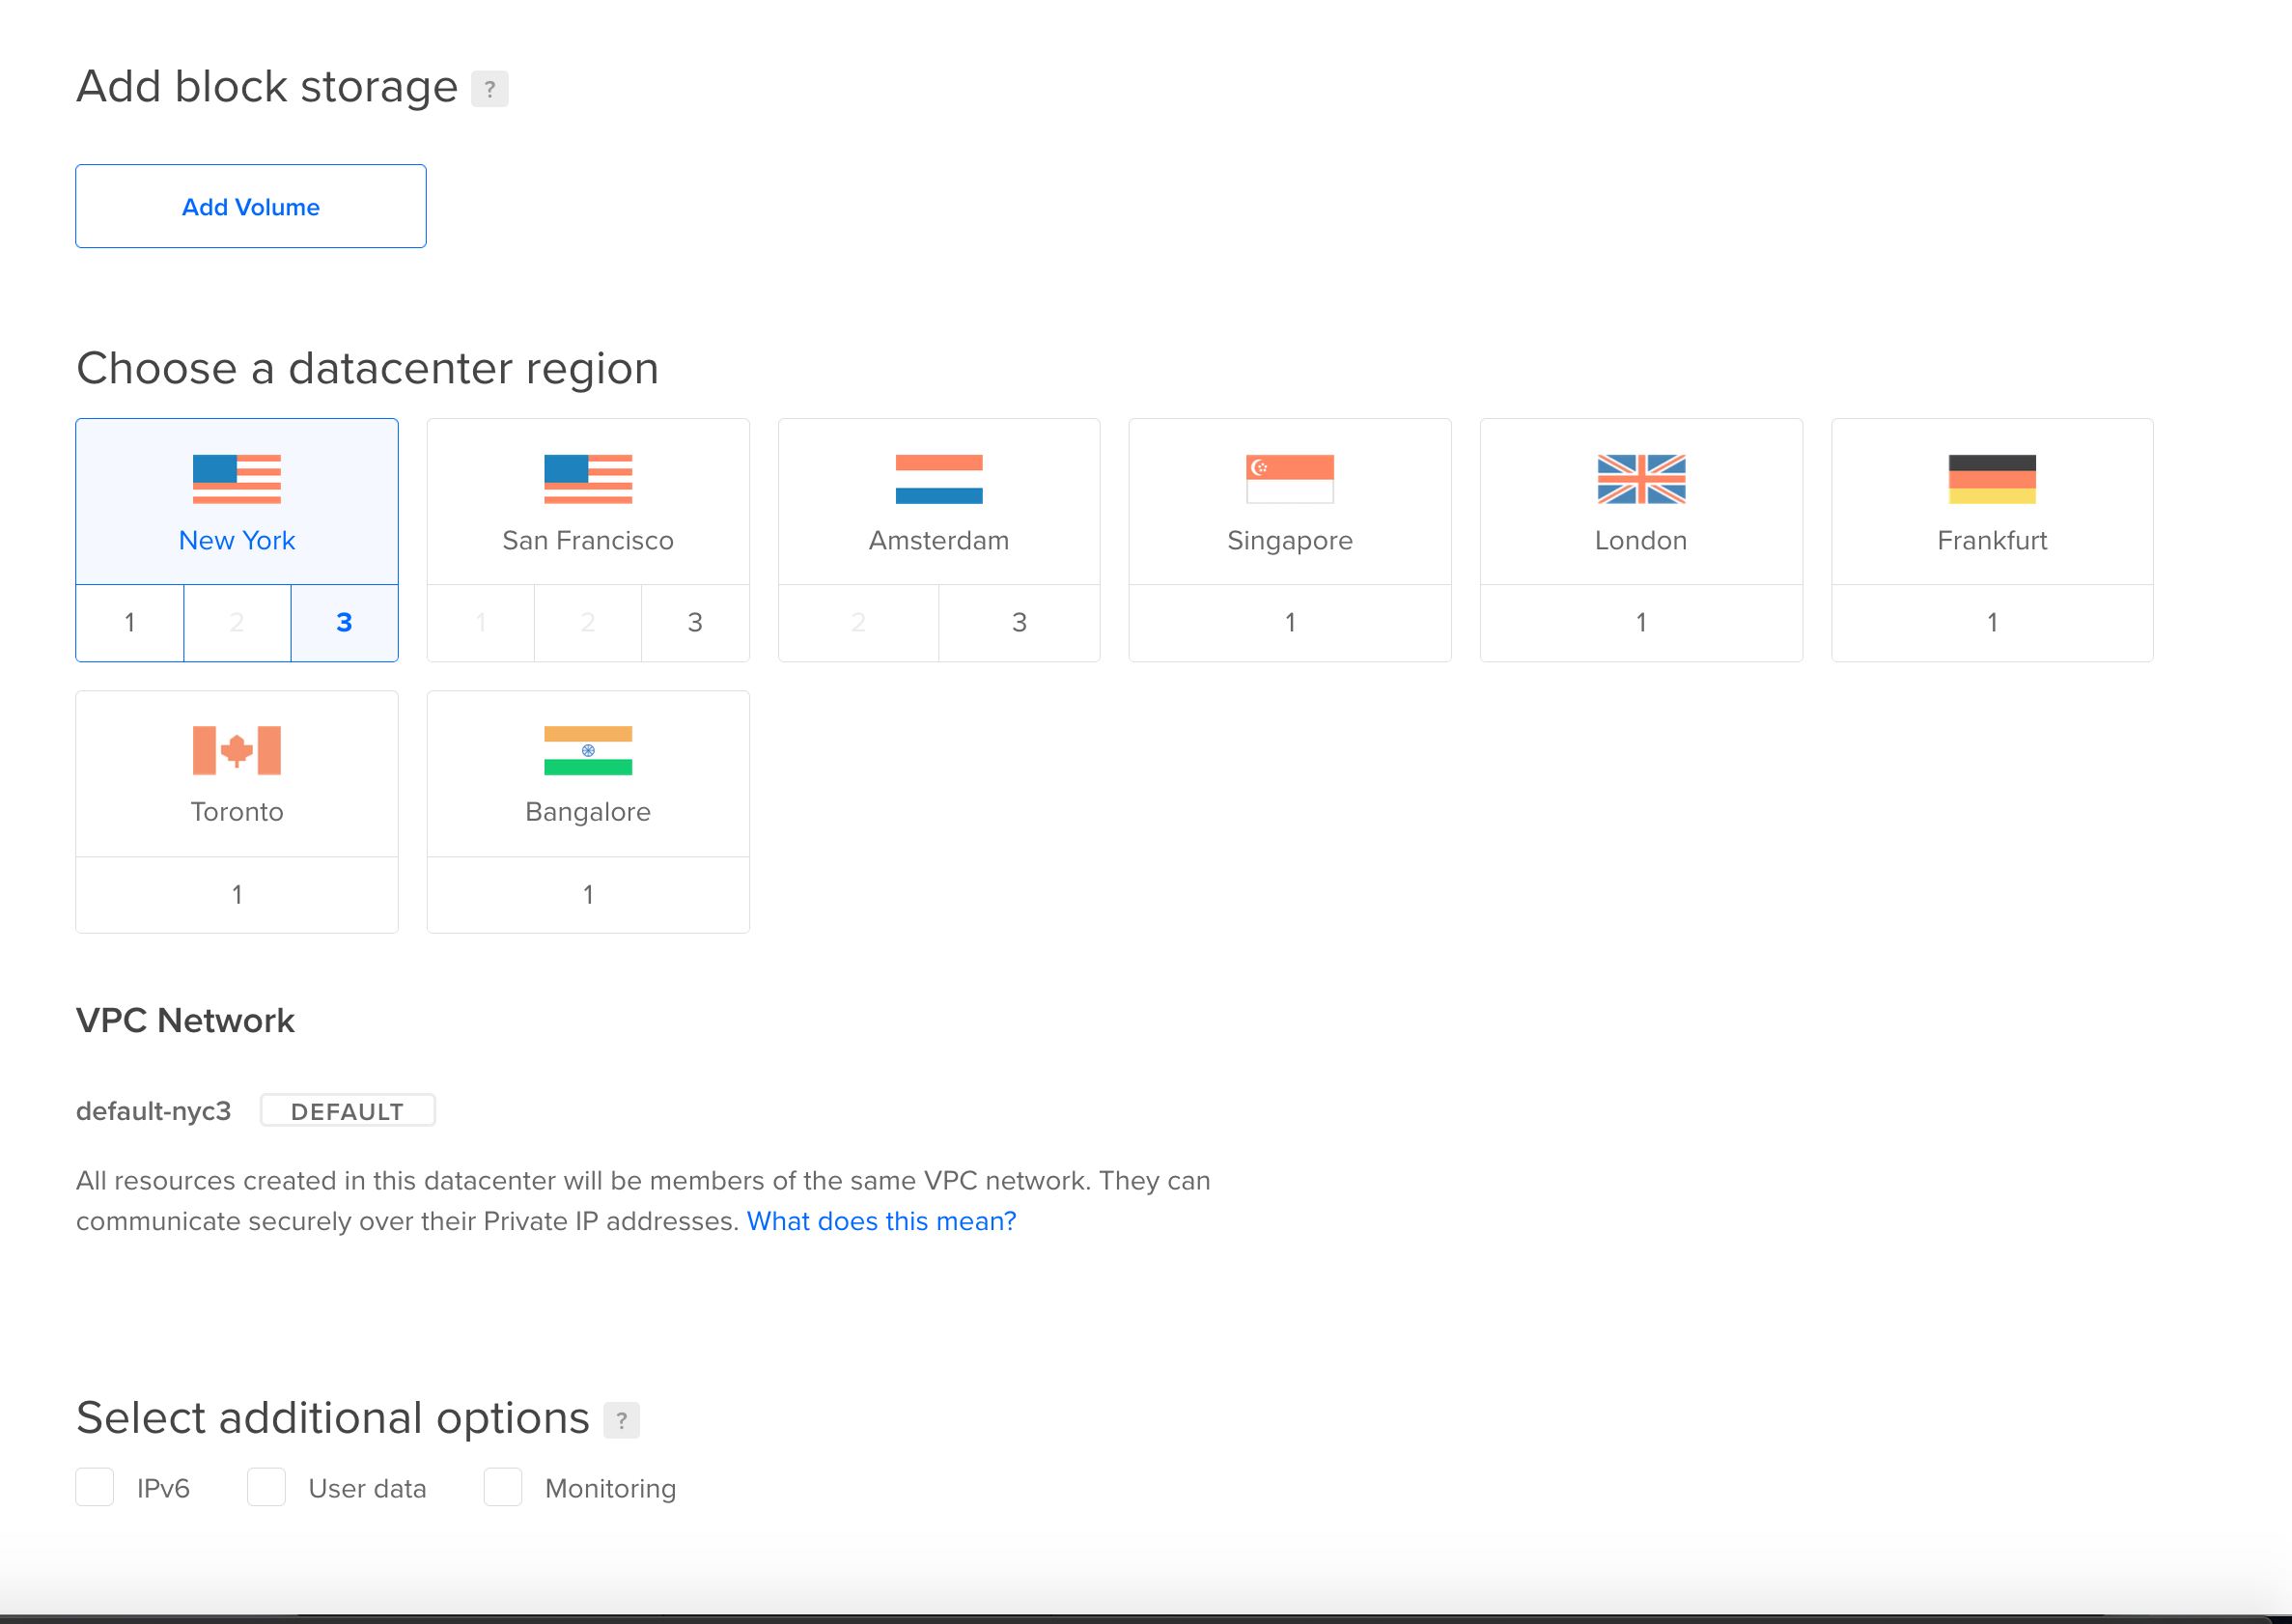 Add block storage ?
Add Volume
Choose a datacenter region
New York
1 2 3
San Francisco
1 2 3
Amsterdam
2 3
Singapore
1
London
1
Frankfurt
1
Toronto
1
Bangalore
1
VPC Network
default-nyc3 DEFAULT
All resources created in this datacenter will be members of the same VPC network. They can
communicate securely over their Private IP addresses. What does this mean?
Select additional options ?
IPv6 User data Monitoring